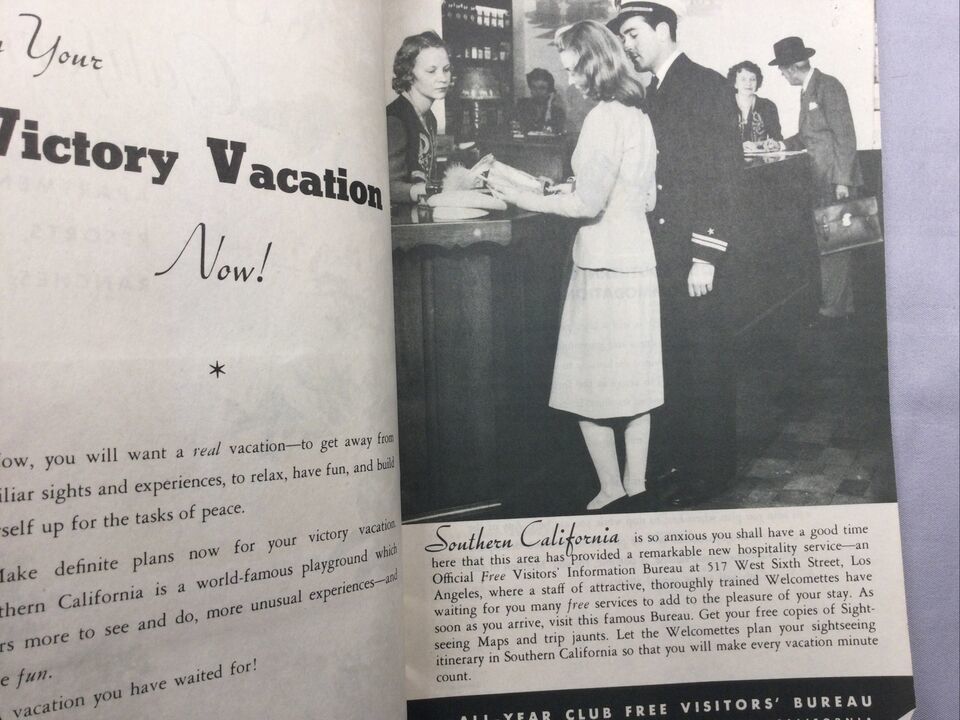 Your
Victory Vacation
Now!
*
you will want a real vacation—to get away from
sights and experiences, to relax, have fun, and build
up for the tasks of peace.
Make definite plans now for your victory vacation.
California is a world-famous playground which
more to see and do, more unusual experiences—and
fun.
vacation you have waited for!
Southern California is so anxious you shall have a good time
here that this area has provided a remarkable new hospitality service—an
Official Free Visitors' Information Bureau at 517 West Sixth Street, Los
Angeles, where a staff of attractive, thoroughly trained Welcomettes have
waiting for you many free services to add to the pleasure of your stay. As
soon as you arrive, visit this famous Bureau. Get your free copies of Sight-
seeing Maps and trip jaunts. Let the Welcomettes plan your sightseeing
itinerary in Southern California so that you will make every vacation minute
count.
ALL-YEAR CLUB FREE VISITORS' BUREAU